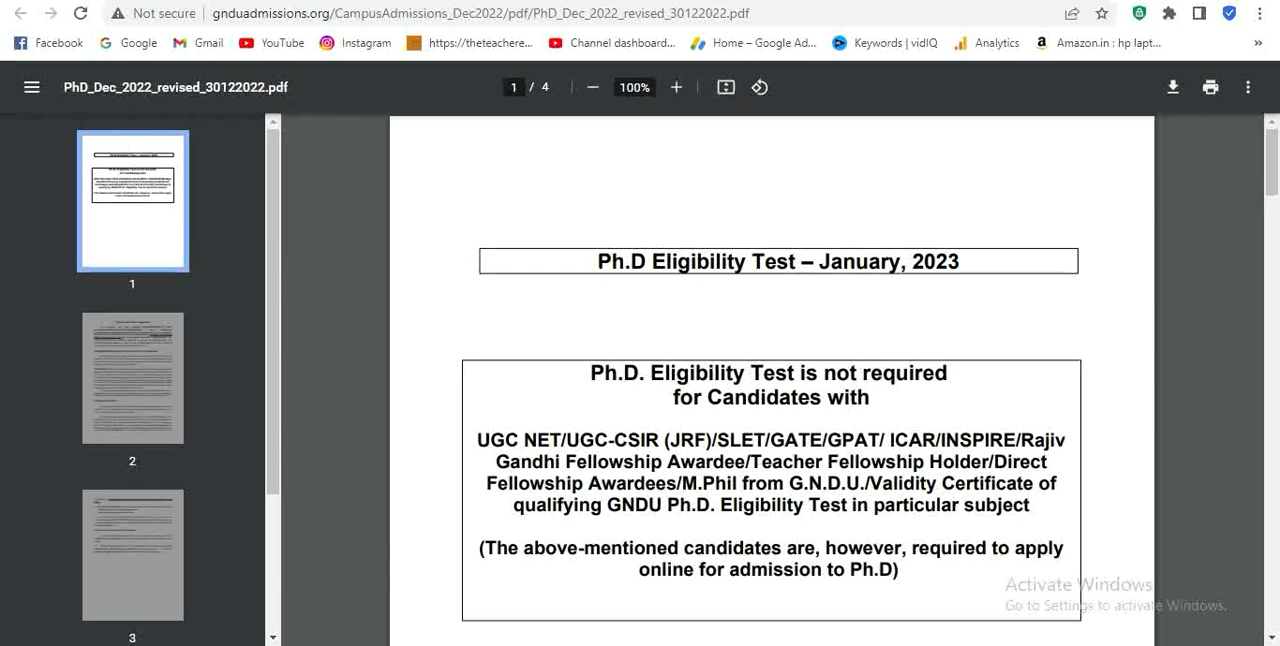 Not secure
gnduadmissions.org/CampusAdmissions_Dec2022/pdf/PhD_Dec_2022_revised_30122022.pdf
Facebook Google Gmail YouTube Instagram https://theteachere... Channel dashboard... Home – Google Ad... Keywords | vidIQ Analytics Amazon.in : hp lapt... »
PhD_Dec_2022_revised_30122022.pdf
1 / 4
100%
1
2
3
Ph.D Eligibility Test – January, 2023
Ph.D. Eligibility Test is not required
for Candidates with
UGC NET/UGC-CSIR (JRF)/SLET/GATE/GPAT/ ICAR/INSPIRE/Rajiv
Gandhi Fellowship Awardee/Teacher Fellowship Holder/Direct
Fellowship Awardees/M.Phil from G.N.D.U./Validity Certificate of
qualifying GNDU Ph.D. Eligibility Test in particular subject
(The above-mentioned candidates are, however, required to apply
online for admission to Ph.D)
Activate Windows
Go to Settings to activate Windows.